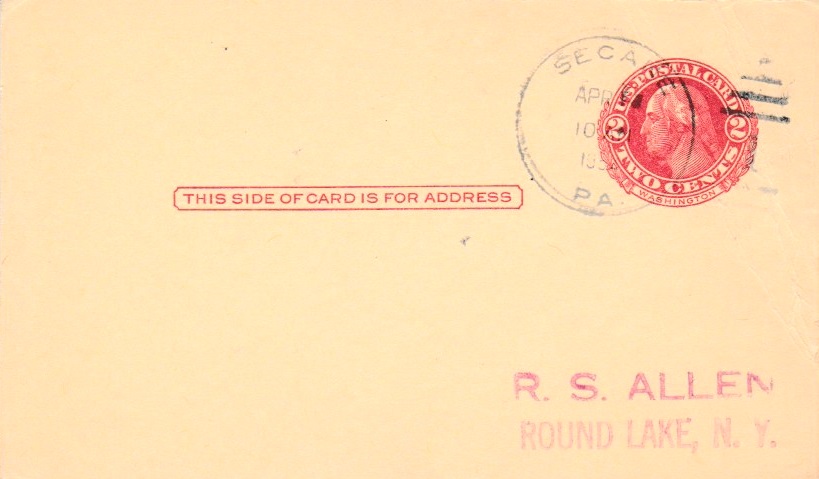 SECA
APR
10
PA.
U.S. POSTAL CARD
2 2
TWO CENTS
WASHINGTON
THIS SIDE OF CARD IS FOR ADDRESS
R. S. ALLEN
ROUND LAKE, N. Y.